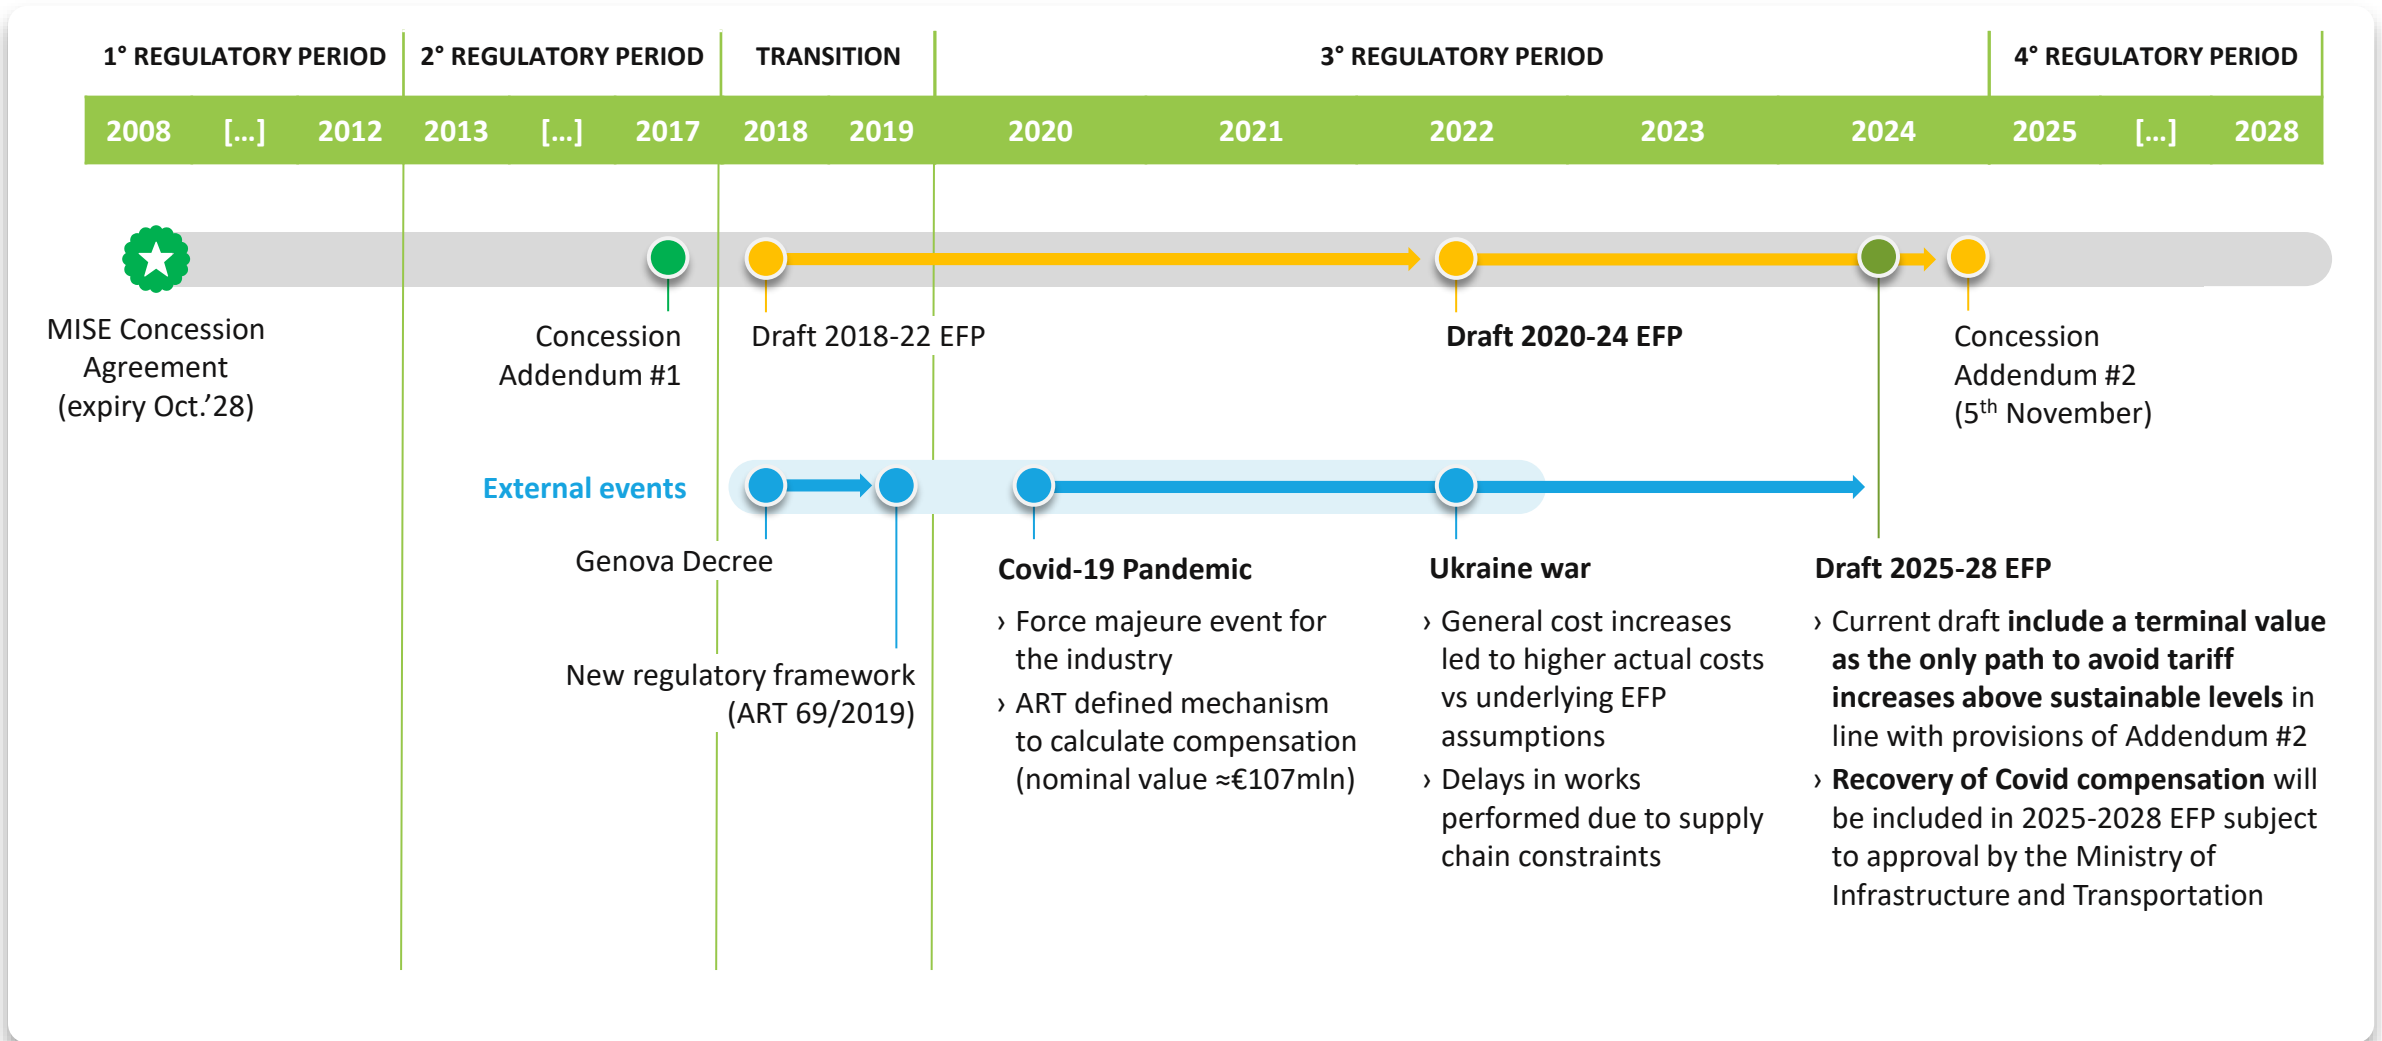 1° REGULATORY PERIOD
2° REGULATORY PERIOD
TRANSITION
3° REGULATORY PERIOD
4° REGULATORY PERIOD
2008 [...] 2012 2013 [...] 2017 2018 2019 2020 2021 2022 2023 2024 2025 [...] 2028
MISE Concession
Agreement
(expiry Oct.'28)
Concession
Addendum #1
Draft 2018-22 EFP
Draft 2020-24 EFP
Concession
Addendum #2
(5th November)
External events
Genova Decree
New regulatory framework
(ART 69/2019)
Covid-19 Pandemic
› Force majeure event for
the industry
› ART defined mechanism
to calculate compensation
(nominal value ≈€107mln)
Ukraine war
› General cost increases
led to higher actual costs
vs underlying EFP
assumptions
› Delays in works
performed due to supply
chain constraints
Draft 2025-28 EFP
› Current draft include a terminal value
as the only path to avoid tariff
increases above sustainable levels in
line with provisions of Addendum #2
› Recovery of Covid compensation will
be included in 2025-2028 EFP subject
to approval by the Ministry of
Infrastructure and Transportation